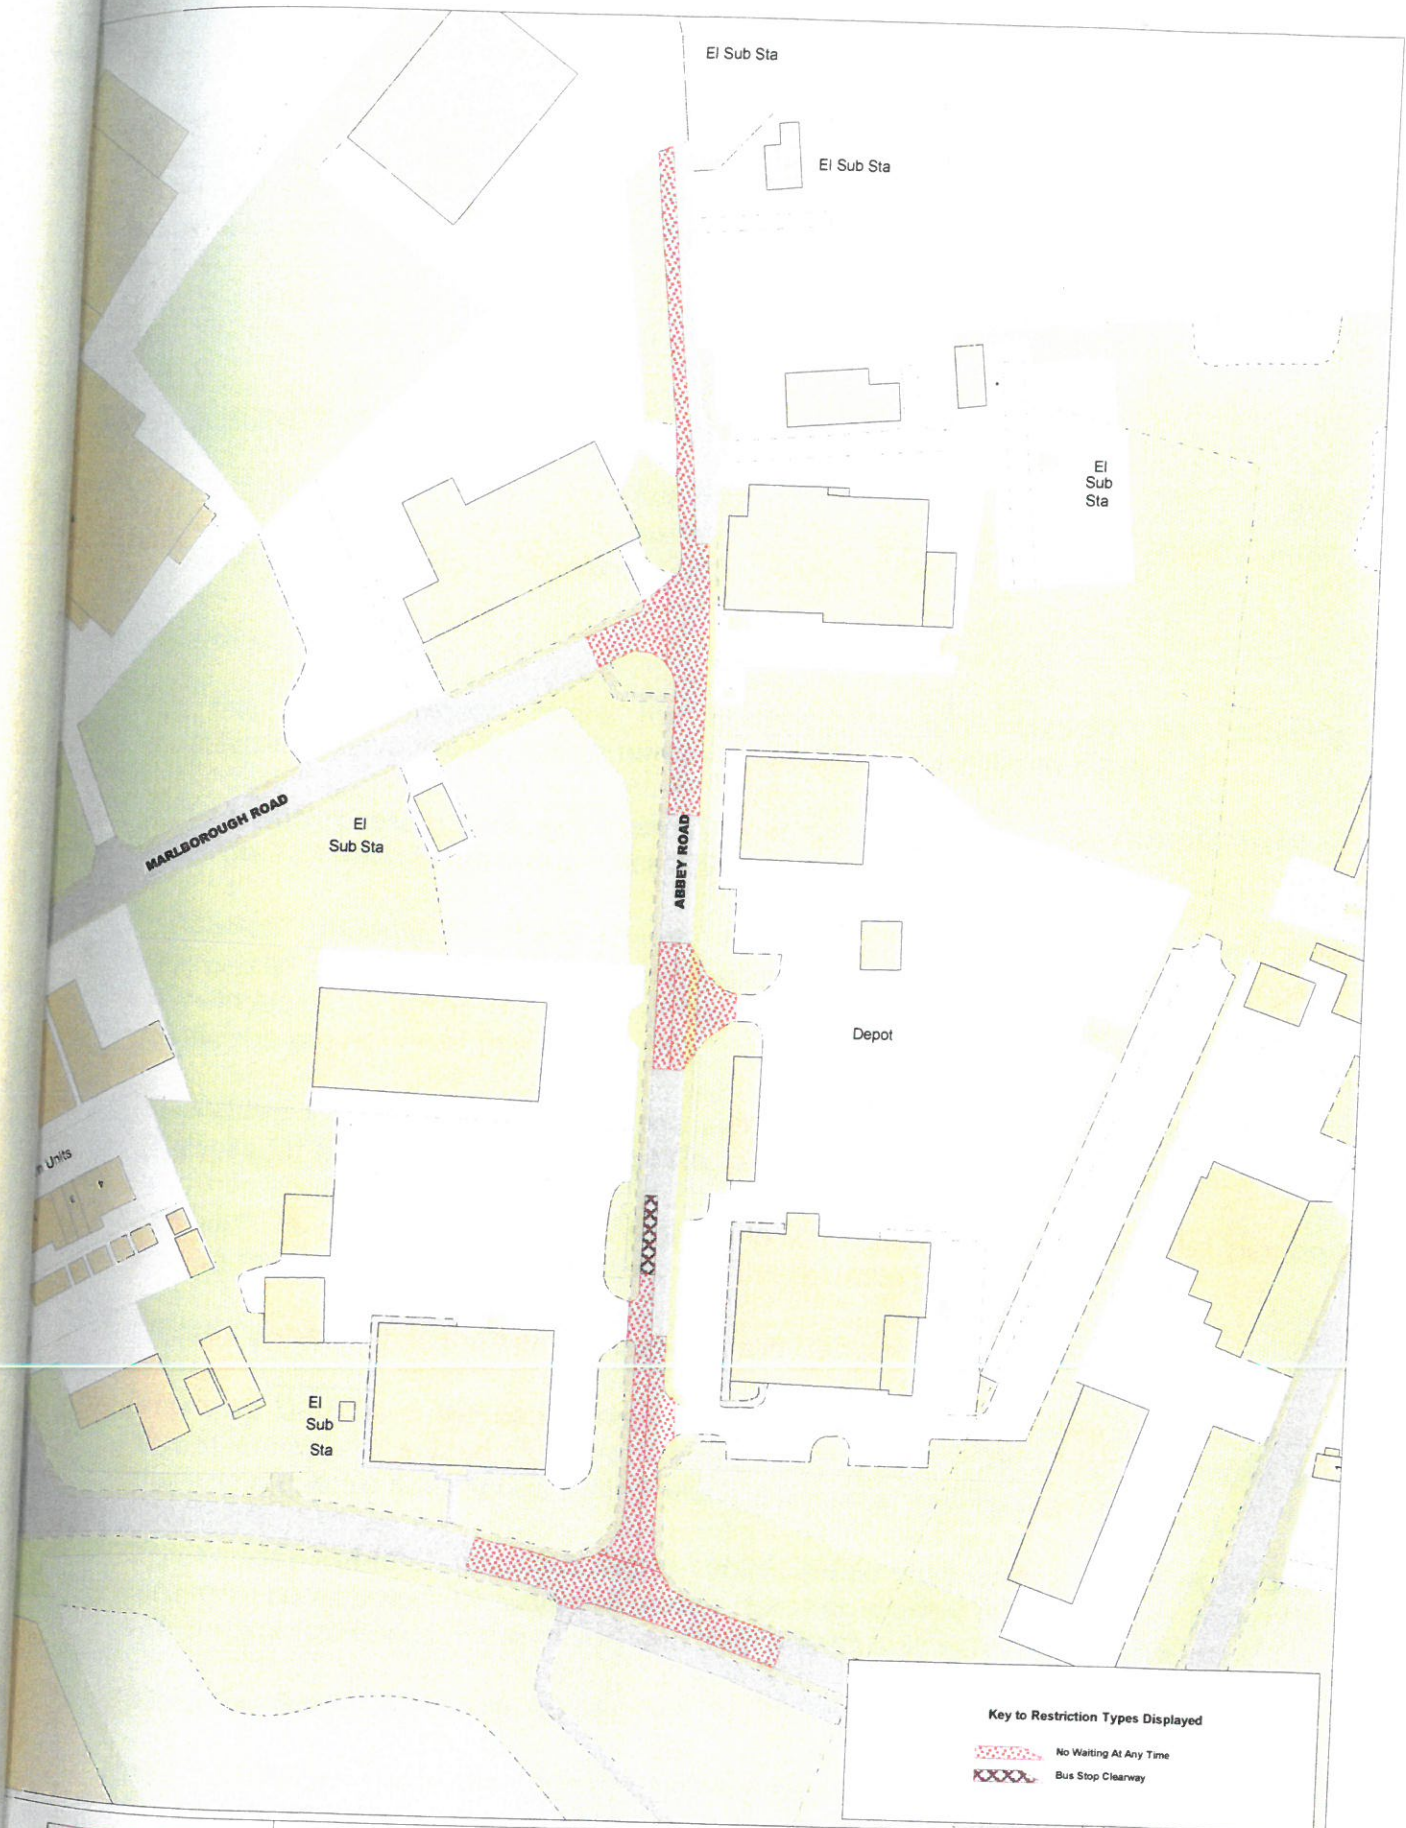 El Sub Sta
El Sub Sta
El
Sub
Sta
MARLBOROUGH ROAD
El
Sub Sta
ABBEY ROAD
Depot
Units
El
Sub
Sta
Key to Restriction Types Displayed
No Waiting At Any Time
Bus Stop Clearway